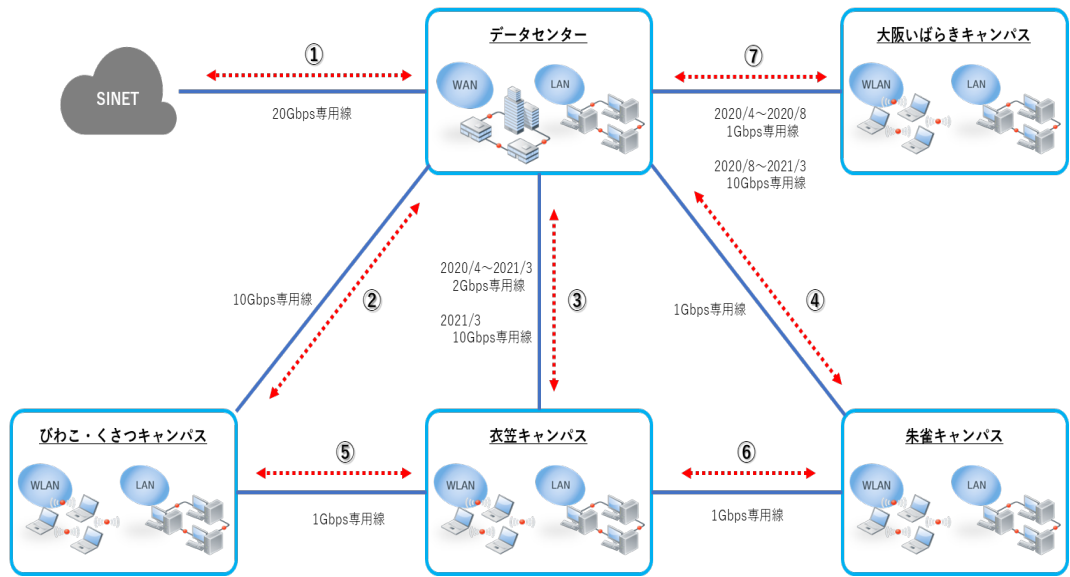 データセンター
大阪いばらきキャンパス
①
⑦
WAN
LAN
WLAN
LAN
SINET
20Gbps専用線
2020/4～2020/8
1Gbps専用線
2020/8～2021/3
10Gbps専用線
2020/4～2021/3
2Gbps専用線
10Gbps専用線
②
③
1Gbps専用線
④
2021/3
10Gbps専用線
びわこ・くさつキャンパス
⑤
衣笠キャンパス
⑥
朱雀キャンパス
WLAN
LAN
WLAN
LAN
WLAN
LAN
1Gbps専用線
1Gbps専用線